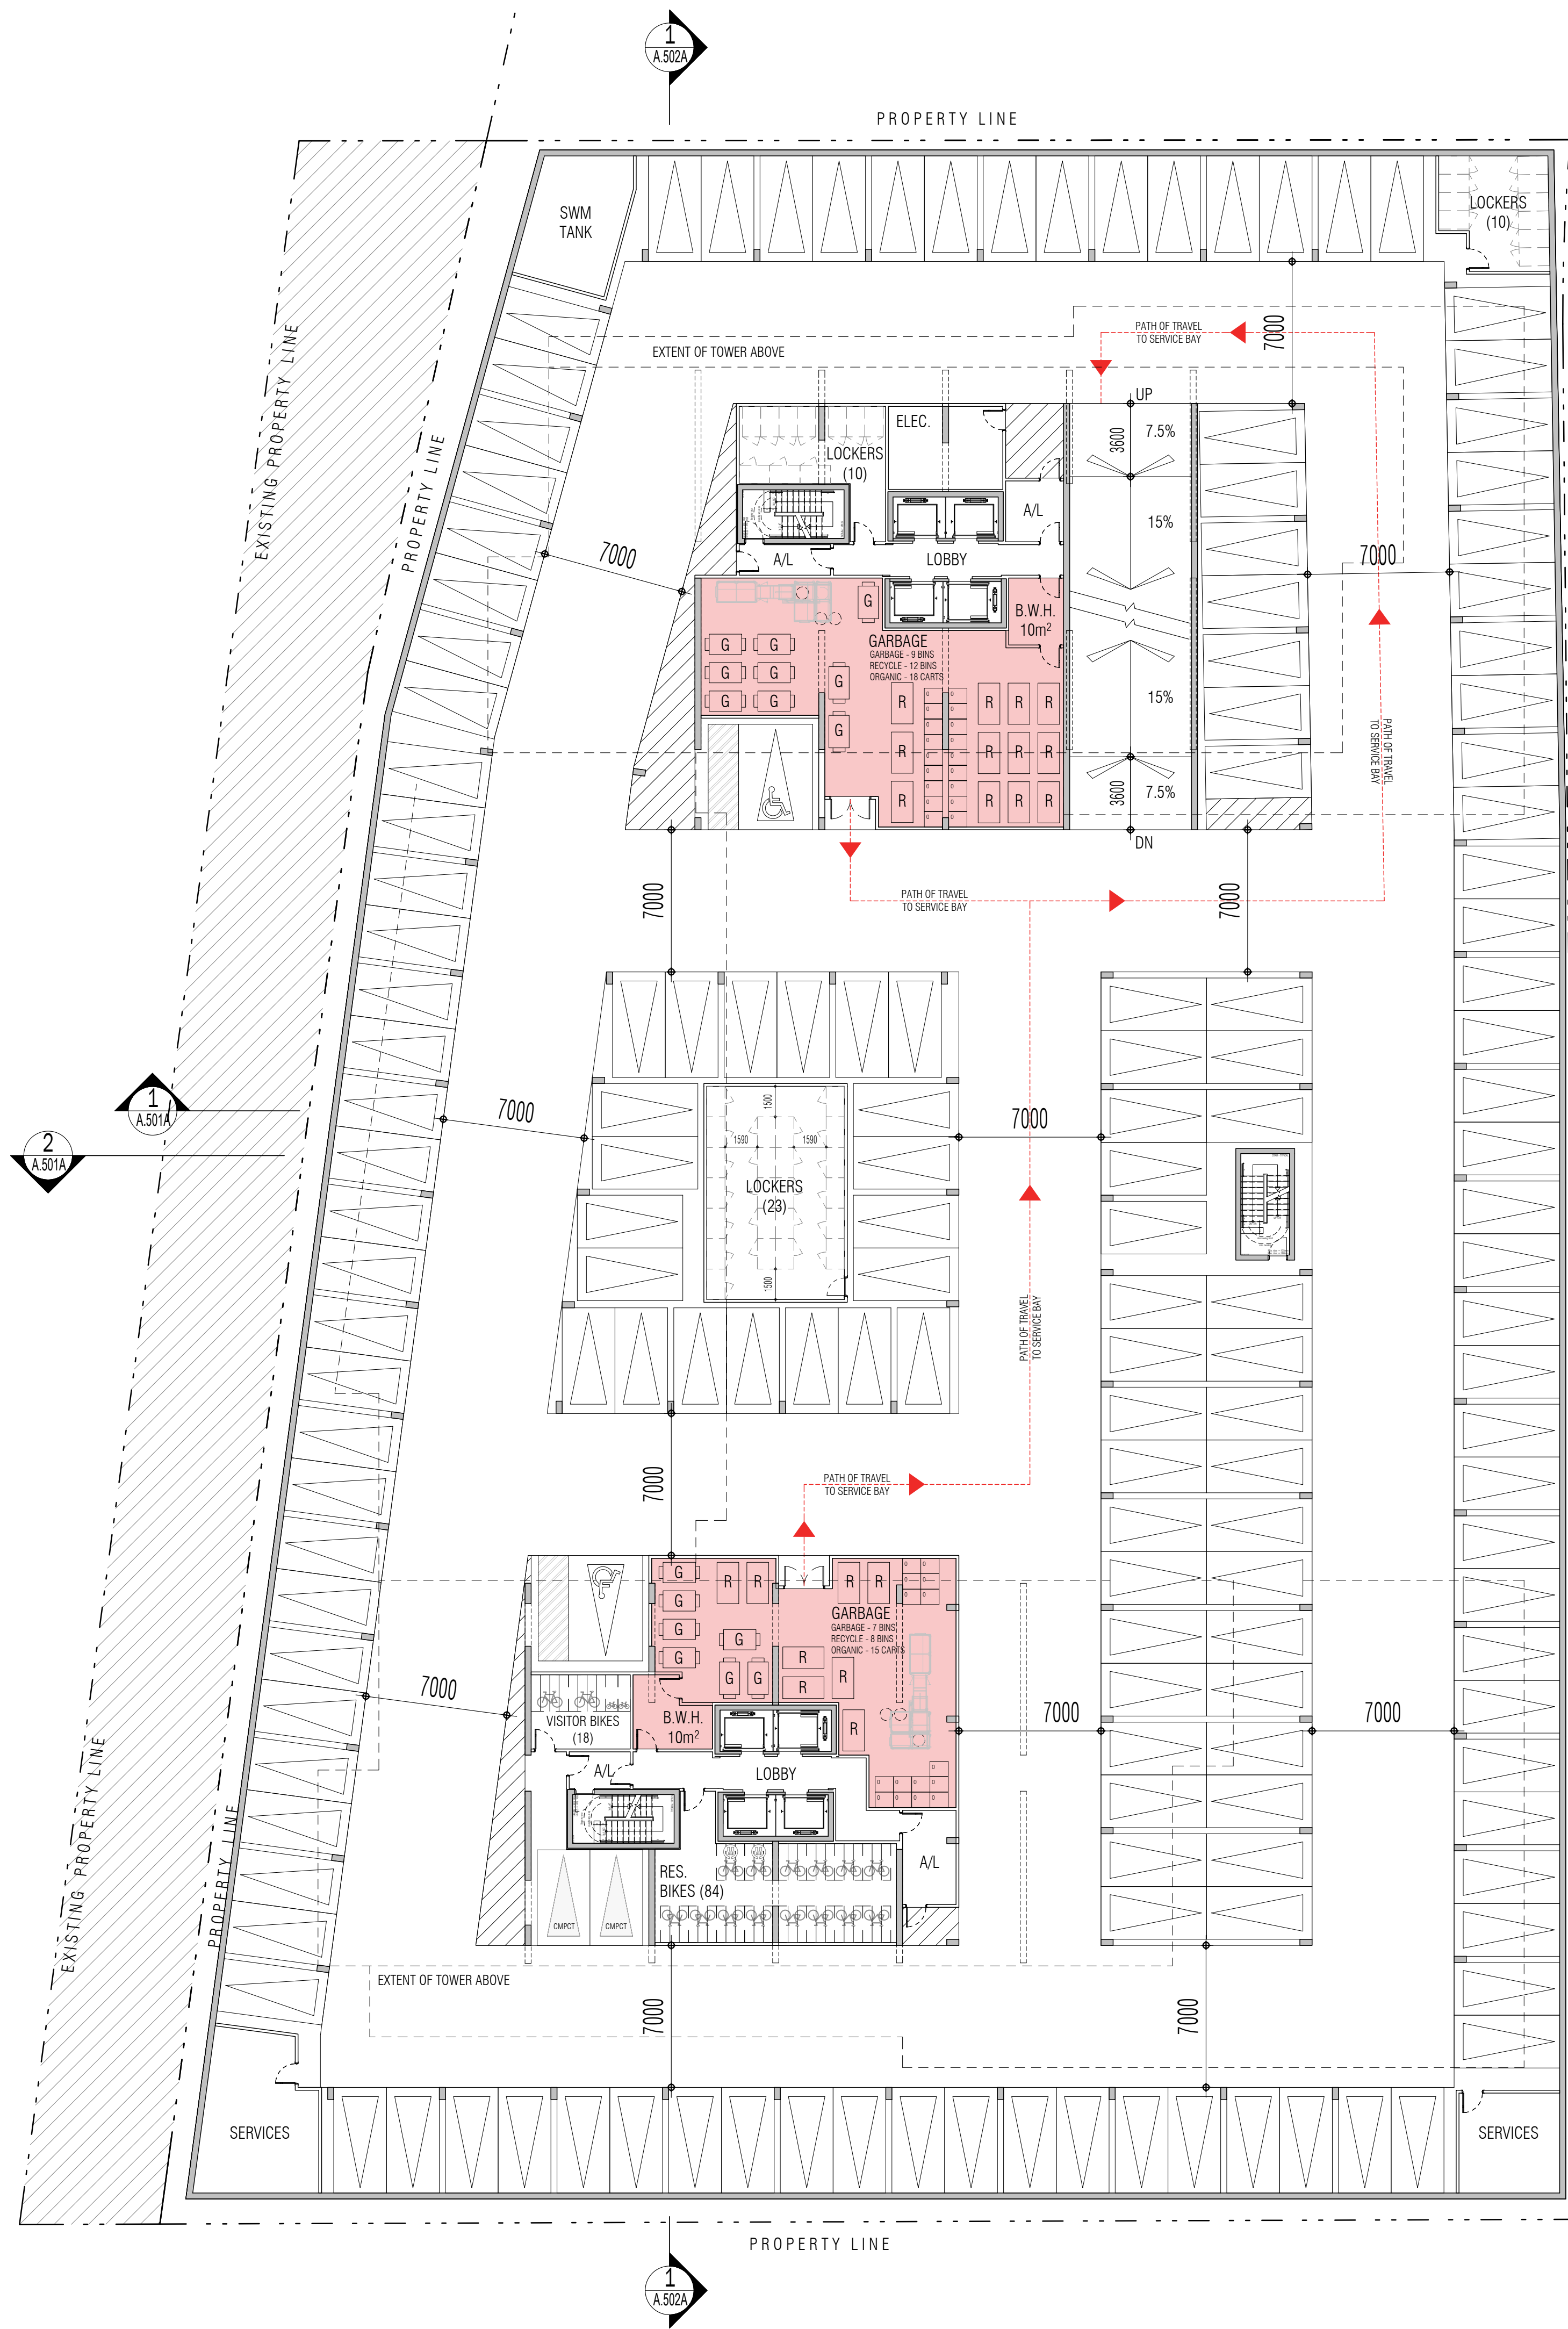 1
A.502A
PROPERTY LINE
SWM
TANK
LOCKERS
(10)
EXISTING PROPERTY LINE
PROPERTY LINE
EXTENT OF TOWER ABOVE
PATH OF TRAVEL
TO SERVICE BAY
7000
UP
ELEC.
LOCKERS
(10)
3600
7.5%
A/L
15%
7000
A/L
LOBBY
7000
G
B.W.H.
10m²
GARBAGE
GARBAGE - 9 BINS
RECYCLE - 12 BINS
ORGANIC - 18 CARTS
G
G
G
G
G
G
G
G
R
R
R
R
15%
R
R
R
R
R
R
R
R
3600
7.5%
PATH OF TRAVEL
TO SERVICE BAY
DN
7000
PATH OF TRAVEL
TO SERVICE BAY
7000
1
A.501A
2
A.501A
7000
1500
1590
1590
LOCKERS
(23)
1500
7000
PATH OF TRAVEL
TO SERVICE BAY
7000
PATH OF TRAVEL
TO SERVICE BAY
G
R
R
R
R
G
G
G
G
G
G
GARBAGE
GARBAGE - 7 BINS
RECYCLE - 8 BINS
ORGANIC - 15 CARTS
R
R
R
R
7000
VISITOR BIKES
(18)
B.W.H.
10m²
7000
7000
A/L
LOBBY
RES.
BIKES (84)
A/L
CMPCT
CMPCT
EXISTING PROPERTY LINE
PROPERTY LINE
EXTENT OF TOWER ABOVE
7000
7000
SERVICES
SERVICES
PROPERTY LINE
1
A.502A